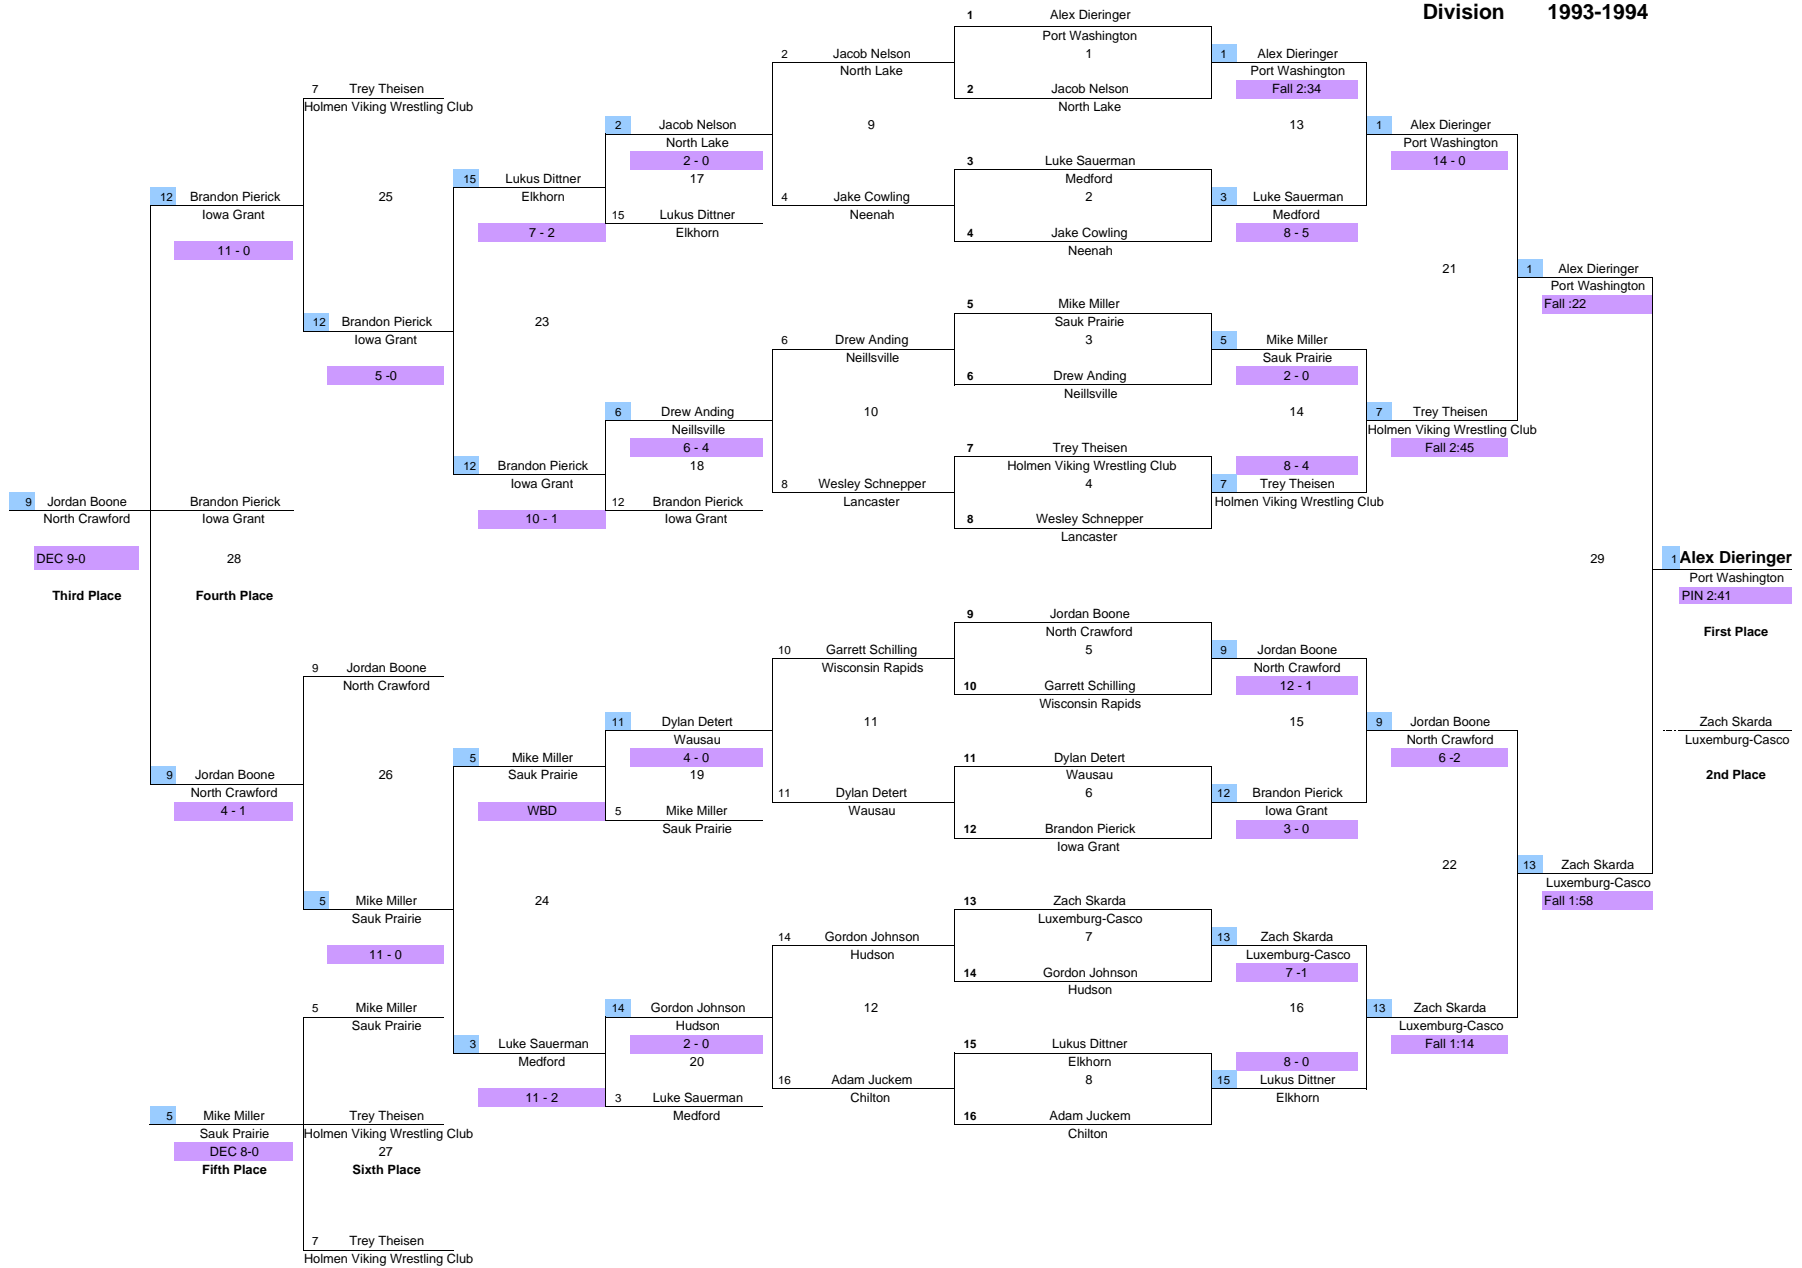 Division 1993-1994
1 Alex Dieringer
Port Washington
1
2 Jacob Nelson
North Lake
3 Luke Sauerman
Medford
2
4 Jake Cowling
Neenah
5 Mike Miller
Sauk Prairie
3
6 Drew Anding
Neillsville
7 Trey Theisen
Holmen Viking Wrestling Club
4
8 Wesley Schnepper
Lancaster
9 Jordan Boone
North Crawford
5
10 Garrett Schilling
Wisconsin Rapids
11 Dylan Detert
Wausau
6
12 Brandon Pierick
Iowa Grant
13 Zach Skarda
Luxemburg-Casco
7
14 Gordon Johnson
Hudson
15 Lukus Dittner
Elkhorn
8
16 Adam Juckem
Chilton
1 Alex Dieringer
Port Washington
Fall 2:34
13
3 Luke Sauerman
Medford
8 - 5
5 Mike Miller
Sauk Prairie
2 - 0
14
8 - 4
7 Trey Theisen
Holmen Viking Wrestling Club
9 Jordan Boone
North Crawford
12 - 1
15
12 Brandon Pierick
Iowa Grant
3 - 0
13 Zach Skarda
Luxemburg-Casco
7 -1
16
8 - 0
15 Lukus Dittner
Elkhorn
1 Alex Dieringer
Port Washington
14 - 0
21
7 Trey Theisen
Holmen Viking Wrestling Club
Fall 2:45
9 Jordan Boone
North Crawford
6 -2
22
13 Zach Skarda
Luxemburg-Casco
Fall 1:14
1 Alex Dieringer
Port Washington
Fall :22
29
13 Zach Skarda
Luxemburg-Casco
Fall 1:58
1 Alex Dieringer
Port Washington
PIN 2:41
First Place
Zach Skarda
Luxemburg-Casco
2nd Place
2 Jacob Nelson
North Lake
9
4 Jake Cowling
Neenah
6 Drew Anding
Neillsville
10
8 Wesley Schnepper
Lancaster
10 Garrett Schilling
Wisconsin Rapids
11
11 Dylan Detert
Wausau
14 Gordon Johnson
Hudson
12
16 Adam Juckem
Chilton
2 Jacob Nelson
North Lake
2 - 0
17
15 Lukus Dittner
Elkhorn
6 Drew Anding
Neillsville
6 - 4
18
12 Brandon Pierick
Iowa Grant
11 Dylan Detert
Wausau
4 - 0
19
5 Mike Miller
Sauk Prairie
14 Gordon Johnson
Hudson
2 - 0
20
3 Luke Sauerman
Medford
15 Lukus Dittner
Elkhorn
7 - 2
23
12 Brandon Pierick
Iowa Grant
10 - 1
5 Mike Miller
Sauk Prairie
WBD
24
3 Luke Sauerman
Medford
11 - 2
7 Trey Theisen
Holmen Viking Wrestling Club
25
12 Brandon Pierick
Iowa Grant
5 -0
9 Jordan Boone
North Crawford
26
5 Mike Miller
Sauk Prairie
11 - 0
12 Brandon Pierick
Iowa Grant
11 - 0
Brandon Pierick
Iowa Grant
28
Fourth Place
9 Jordan Boone
North Crawford
4 - 1
9 Jordan Boone
North Crawford
DEC 9-0
Third Place
5 Mike Miller
Sauk Prairie
Trey Theisen
Holmen Viking Wrestling Club
27
Sixth Place
7 Trey Theisen
Holmen Viking Wrestling Club
5 Mike Miller
Sauk Prairie
DEC 8-0
Fifth Place